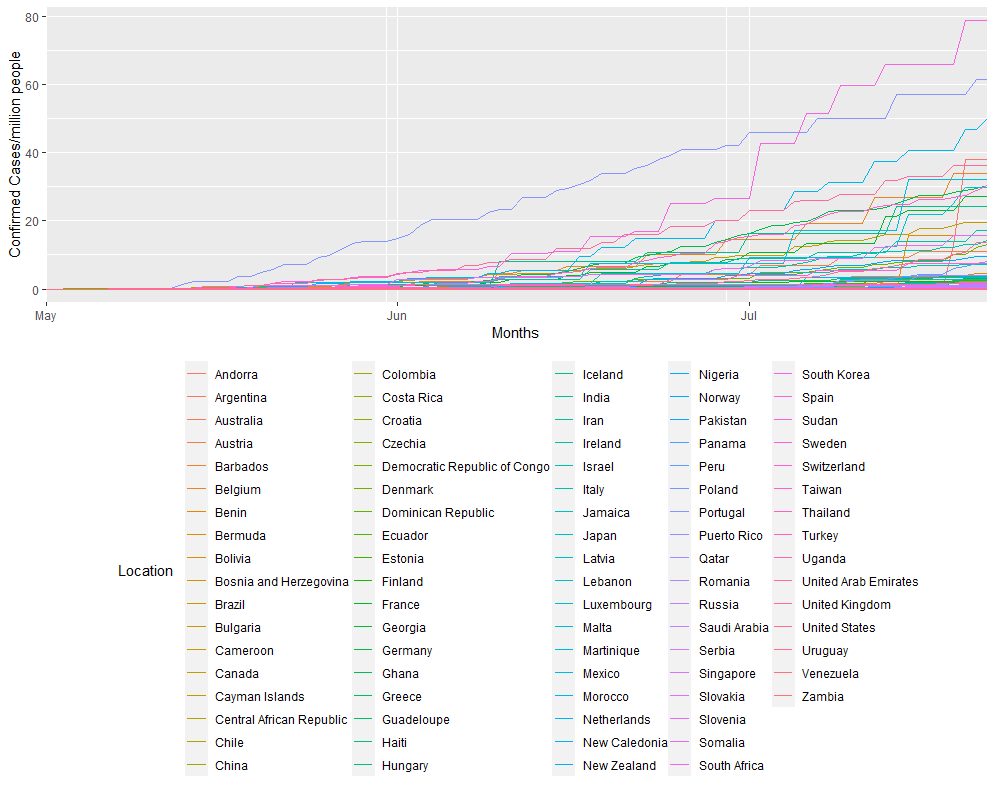 Confirmed Cases/million people
80
60
40
20
0
May
Jun
Jul
Months
Location
Andorra
Argentina
Australia
Austria
Barbados
Belgium
Benin
Bermuda
Bolivia
Bosnia and Herzegovina
Brazil
Bulgaria
Cameroon
Canada
Cayman Islands
Central African Republic
Chile
China
Colombia
Costa Rica
Croatia
Czechia
Democratic Republic of Congo
Denmark
Dominican Republic
Ecuador
Estonia
Finland
France
Georgia
Germany
Ghana
Greece
Guadeloupe
Haiti
Hungary
Iceland
India
Iran
Ireland
Israel
Italy
Jamaica
Japan
Latvia
Lebanon
Luxembourg
Malta
Martinique
Mexico
Morocco
Netherlands
New Caledonia
New Zealand
Nigeria
Norway
Pakistan
Panama
Peru
Poland
Portugal
Puerto Rico
Qatar
Romania
Russia
Saudi Arabia
Serbia
Singapore
Slovakia
Slovenia
Somalia
South Africa
South Korea
Spain
Sudan
Sweden
Switzerland
Taiwan
Thailand
Turkey
Uganda
United Arab Emirates
United Kingdom
United States
Uruguay
Venezuela
Zambia